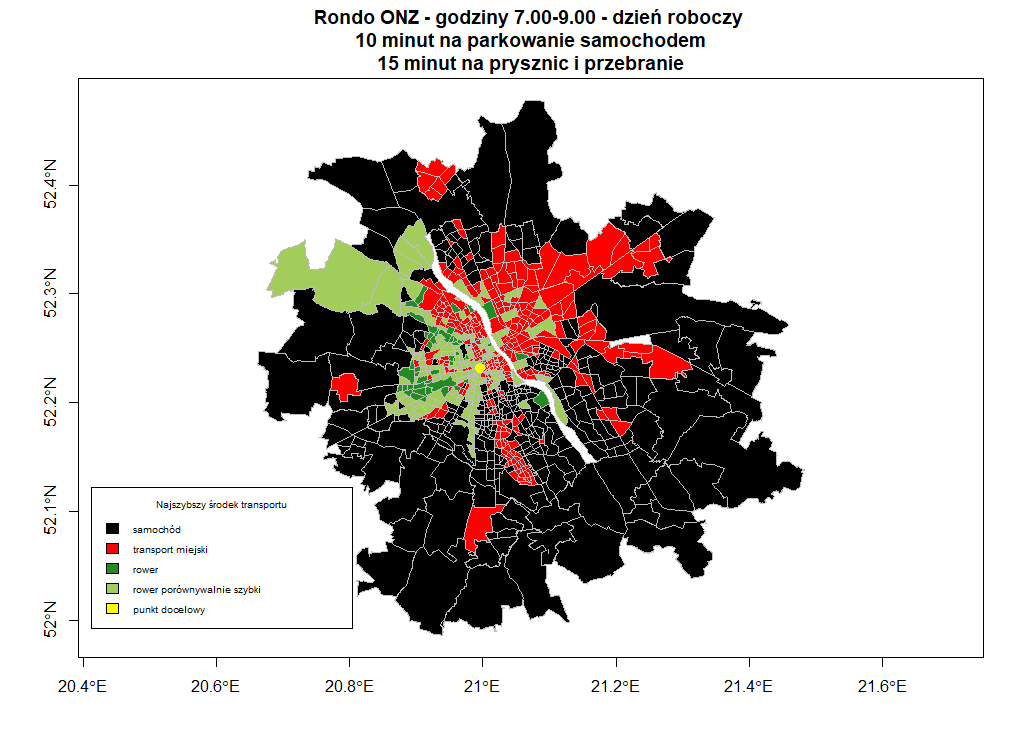 Rondo ONZ - godziny 7.00-9.00 - dzień roboczy
10 minut na parkowanie samochodem
15 minut na prysznic i przebranie
52.4°N
52.3°N
52.2°N
52.1°N
52°N
Najszybszy środek transportu
samochód
transport miejski
rower
rower porównywalnie szybki
punkt docelowy
20.4°E 20.6°E 20.8°E 21°E 21.2°E 21.4°E 21.6°E